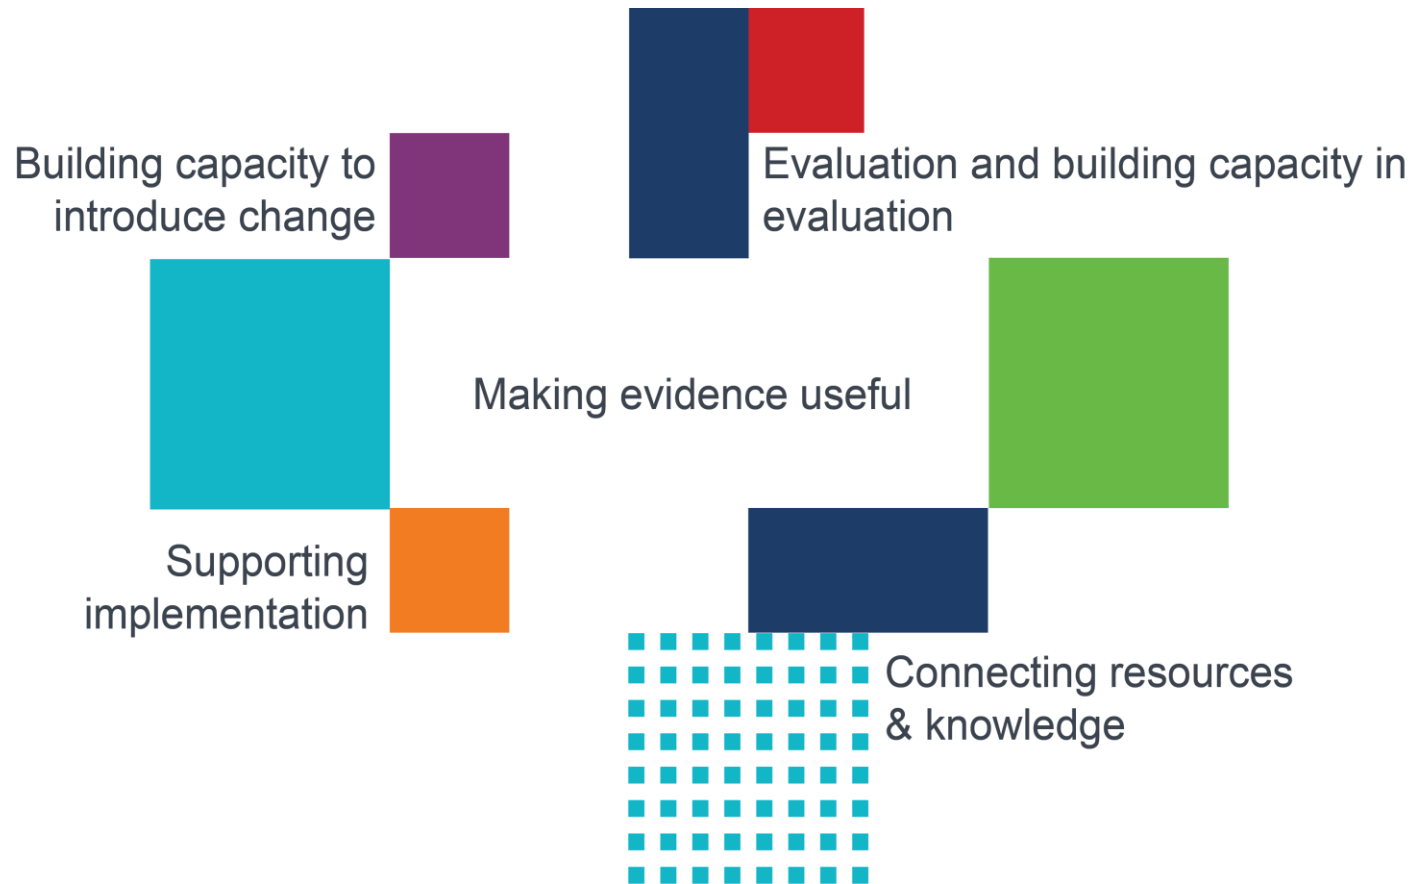 Building capacity to
introduce change
Evaluation and building capacity in
evaluation
Making evidence useful
Supporting
implementation
Connecting resources
& knowledge